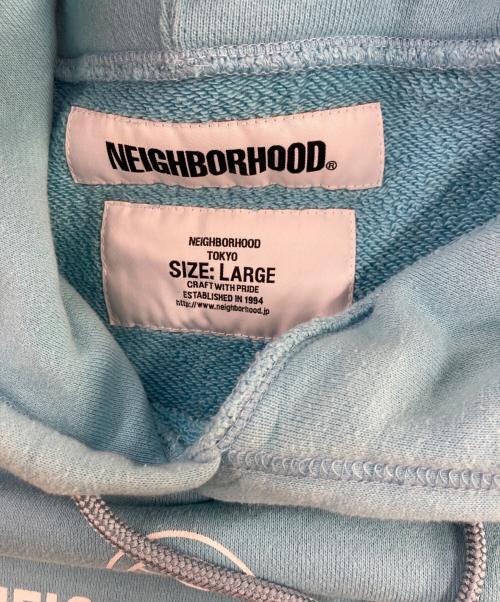 NEIGHBORHOOD®
NEIGHBORHOOD
TOKYO
SIZE: LARGE
CRAFT WITH PRIDE
ESTABLISHED IN 1994
http://www.neighborhood.jp